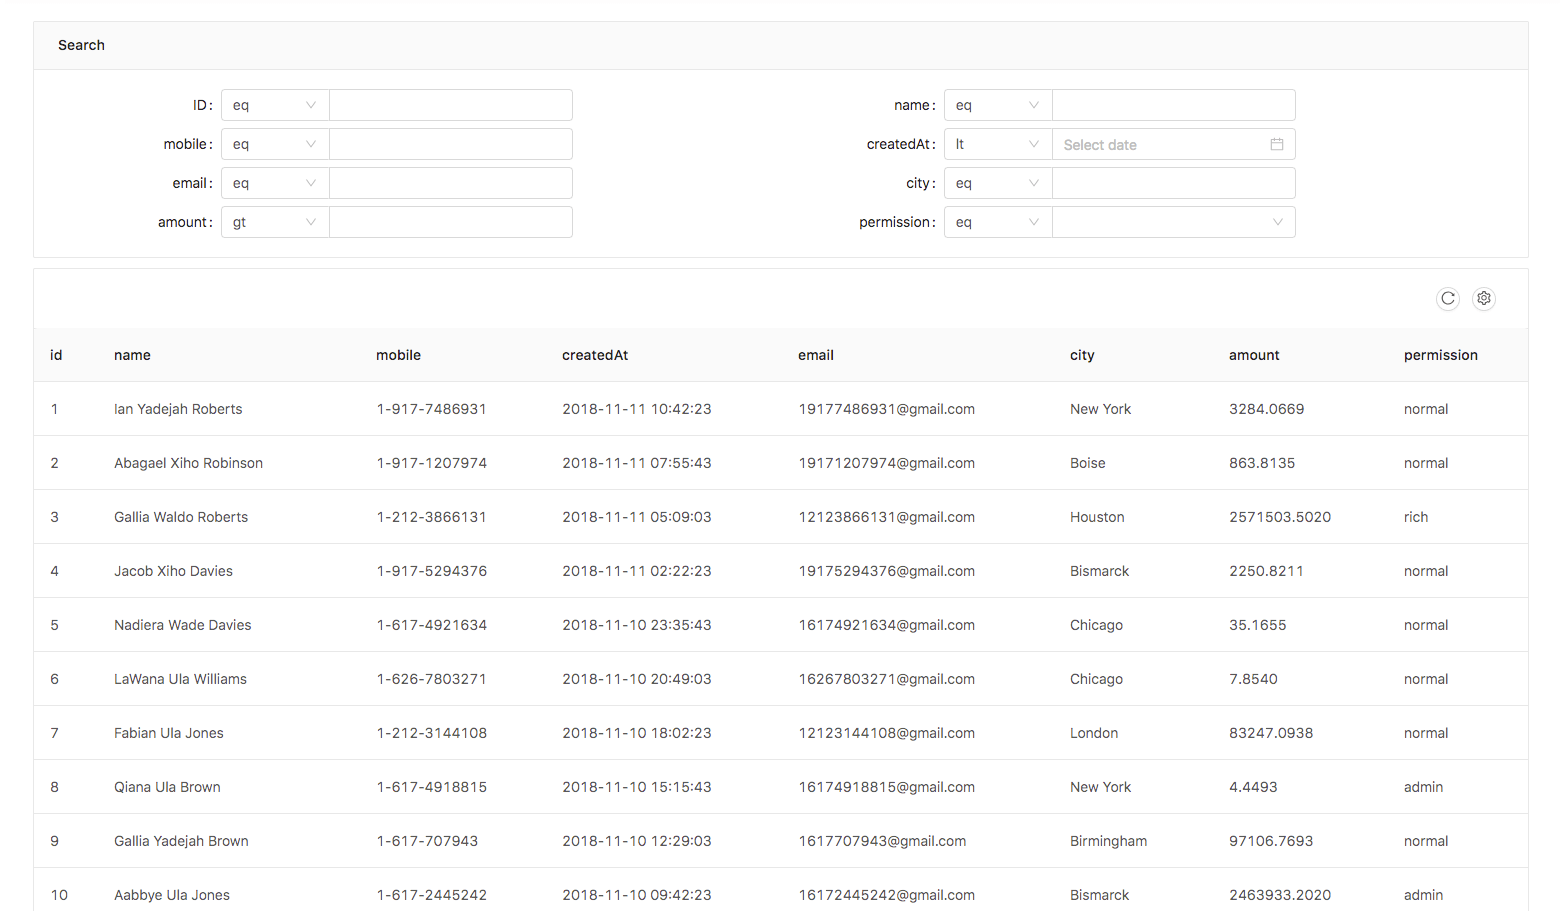 Search
ID: eq name: eq
mobile: eq createdAt: lt Select date
email: eq city: eq
amount: gt permission: eq
id name mobile createdAt email city amount permission
1 Ian Yadejah Roberts 1-917-7486931 2018-11-11 10:42:23 19177486931@gmail.com New York 3284.0669 normal
2 Abagael Xiho Robinson 1-917-1207974 2018-11-11 07:55:43 19171207974@gmail.com Boise 863.8135 normal
3 Gallia Waldo Roberts 1-212-3866131 2018-11-11 05:09:03 12123866131@gmail.com Houston 2571503.5020 rich
4 Jacob Xiho Davies 1-917-5294376 2018-11-11 02:22:23 19175294376@gmail.com Bismarck 2250.8211 normal
5 Nadiera Wade Davies 1-617-4921634 2018-11-10 23:35:43 16174921634@gmail.com Chicago 35.1655 normal
6 LaWana Ula Williams 1-626-7803271 2018-11-10 20:49:03 16267803271@gmail.com Chicago 7.8540 normal
7 Fabian Ula Jones 1-212-3144108 2018-11-10 18:02:23 12123144108@gmail.com London 83247.0938 normal
8 Qiana Ula Brown 1-617-4918815 2018-11-10 15:15:43 16174918815@gmail.com New York 4.4493 admin
9 Gallia Yadejah Brown 1-617-707943 2018-11-10 12:29:03 1617707943@gmail.com Birmingham 97106.7693 normal
10 Aabbye Ula Jones 1-617-2445242 2018-11-10 09:42:23 16172445242@gmail.com Bismarck 2463933.2020 admin